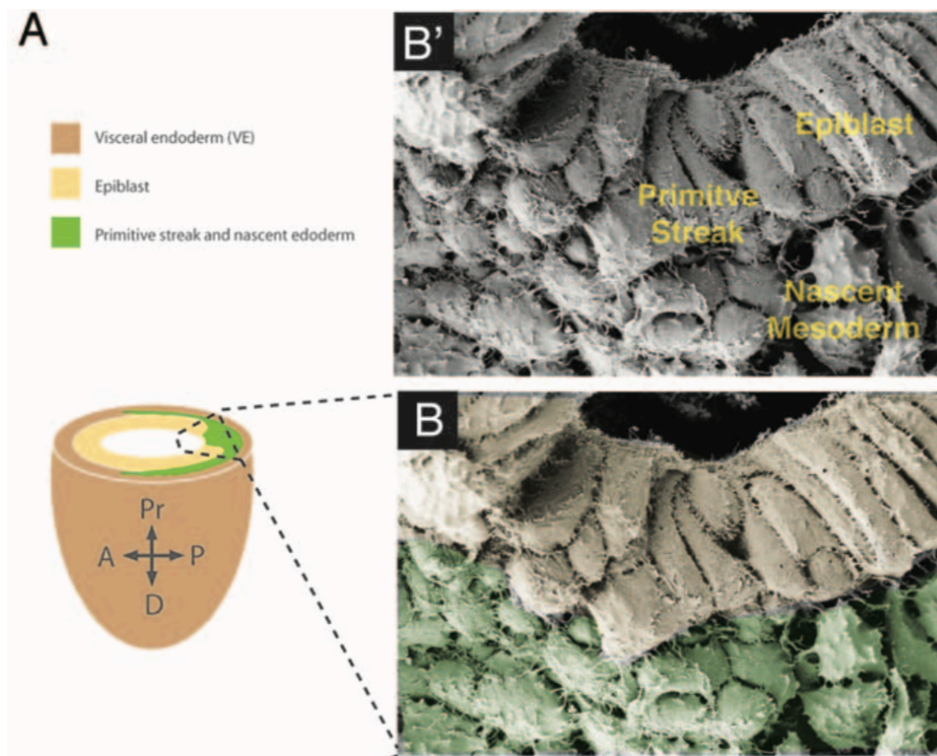 A
Visceral endoderm (VE)
Epiblast
Primitive streak and nascent edoderm
Pr
A P
D
B'
Epiblast
Primitve
Streak
Nascent
Mesoderm
B